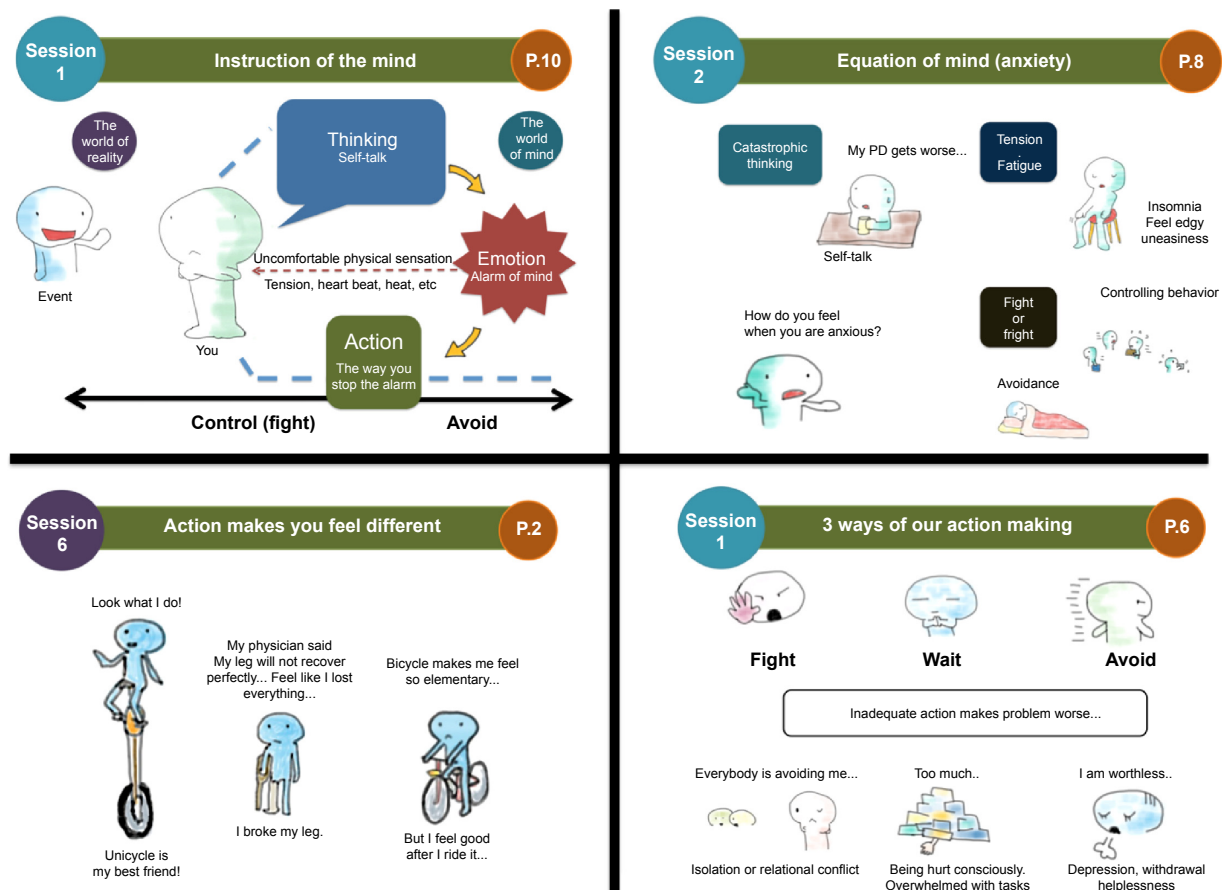 Session
1
Instruction of the mind
P.10
The
world of
reality
Thinking
Self-talk
The
world
of mind
Event
You
Uncomfortable physical sensation
Tension, heart beat, heat, etc
Emotion
Alarm of mind
Action
The way you
stop the alarm
Control (fight)
Avoid
Session
2
Equation of mind (anxiety)
P.8
Catastrophic
thinking
My PD gets worse...
Self-talk
Tension
·
Fatigue
Insomnia
Feel edgy
uneasiness
How do you feel
when you are anxious?
Fight
or
fright
Controlling behavior
Avoidance
Session
6
Action makes you feel different
P.2
Look what I do!
Unicycle is
my best friend!
My physician said
My leg will not recover
perfectly... Feel like I lost
everything...
I broke my leg.
Bicycle makes me feel
so elementary...
But I feel good
after I ride it...
Session
1
3 ways of our action making
P.6
Fight
Wait
Avoid
Inadequate action makes problem worse...
Everybody is avoiding me...
Isolation or relational conflict
Too much..
Being hurt consciously.
Overwhelmed with tasks
I am worthless..
Depression, withdrawal
helplessness